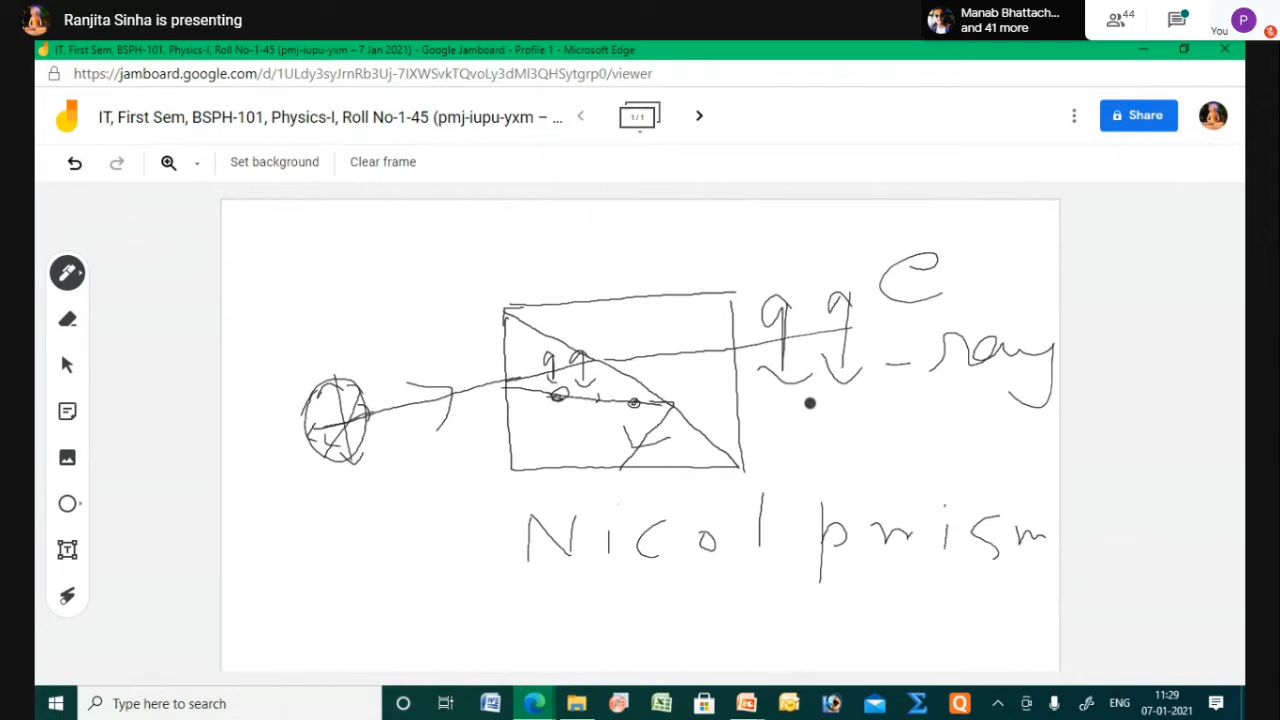 Ranjita Sinha is presenting
Manab Bhattach...
and 41 more
44
You
P
IT, First Sem, BSPH-101, Physics-I, Roll No-1-45 (pmj-iupu-yxm – 7 Jan 2021) - Google Jamboard - Profile 1 - Microsoft Edge
https://jamboard.google.com/d/1ULdy3syJrnRb3Uj-7IXWSvkTQvoLy3dMl3QHSytgrp0/viewer
IT, First Sem, BSPH-101, Physics-I, Roll No-1-45 (pmj-iupu-yxm – ...
1/1
Share
Set background
Clear frame
e
- ray
Nicol prism
Type here to search
ENG
11:29
07-01-2021